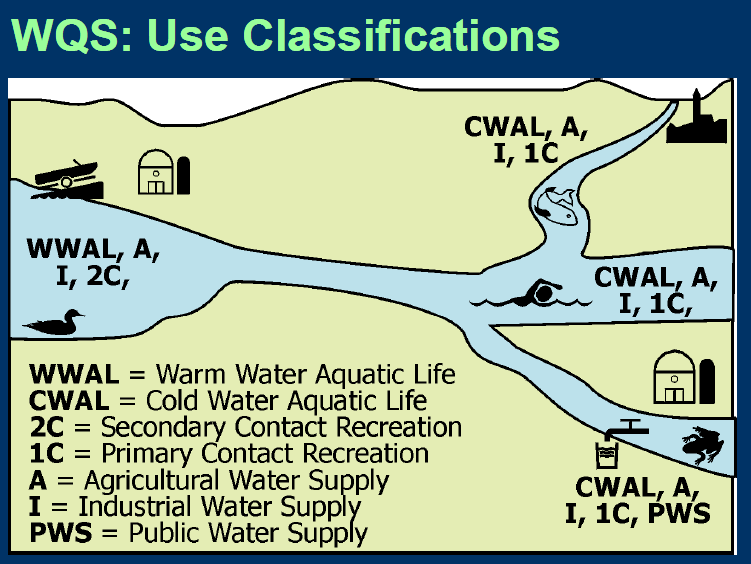 WQS: Use Classifications
CWAL, A,
I, 1C
WWAL, A,
I, 2C,
CWAL, A,
I, 1C,
WWAL = Warm Water Aquatic Life
CWAL = Cold Water Aquatic Life
2C = Secondary Contact Recreation
1C = Primary Contact Recreation
A = Agricultural Water Supply
I = Industrial Water Supply
PWS = Public Water Supply
CWAL, A,
I, 1C, PWS